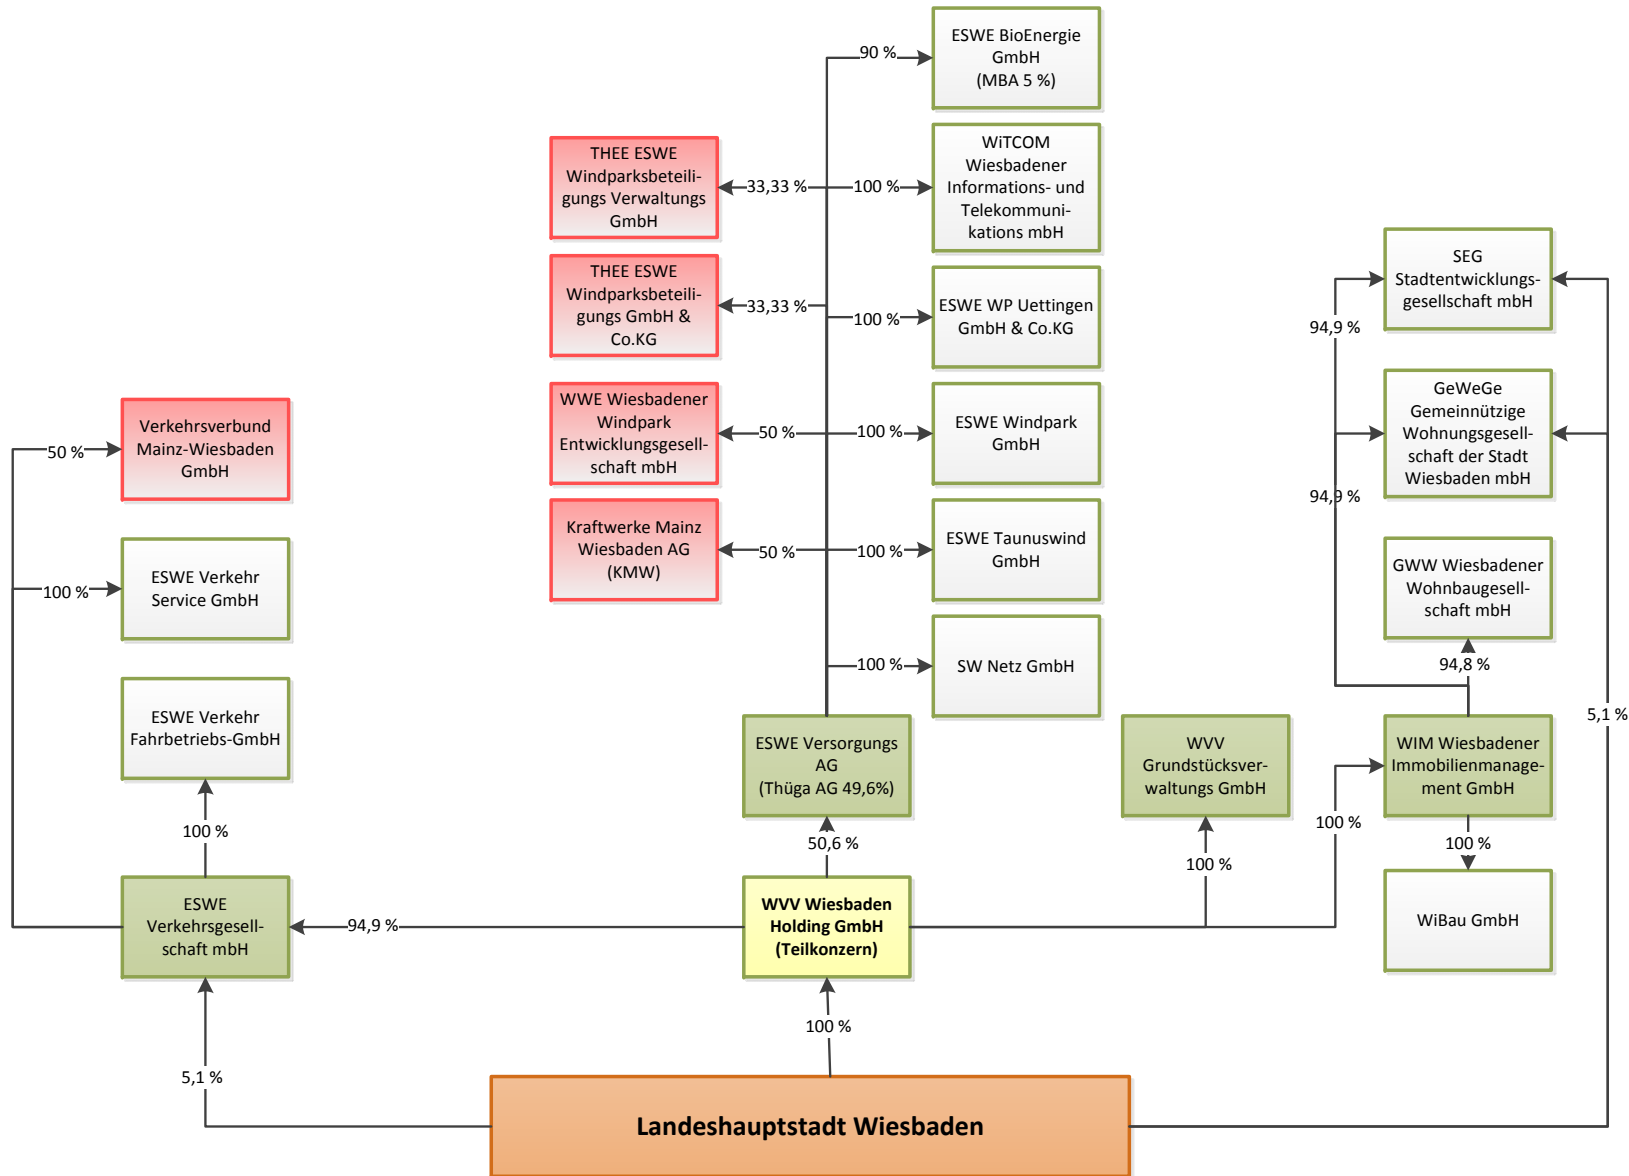 ESWE BioEnergie
GmbH
(MBA 5 %)
90 %
THEE ESWE
Windparksbeteili-
gungs Verwaltungs
GmbH
33,33 %
100 %
WiTCOM
Wiesbadener
Informations- und
Telekommuni-
kations mbH
THEE ESWE
Windparksbeteili-
gungs GmbH &
Co.KG
33,33 %
100 %
ESWE WP Uettingen
GmbH & Co.KG
SEG
Stadtentwicklungs-
gesellschaft mbH
94,9 %
Verkehrsverbund
Mainz-Wiesbaden
GmbH
50 %
WWE Wiesbadener
Windpark
Entwicklungsgesell-
schaft mbH
50 %
100 %
ESWE Windpark
GmbH
GeWeGe
Gemeinnützige
Wohnungsgesell-
schaft der Stadt
Wiesbaden mbH
94,9 %
ESWE Verkehr
Service GmbH
100 %
Kraftwerke Mainz
Wiesbaden AG
(KMW)
50 %
100 %
ESWE Taunuswind
GmbH
GWW Wiesbadener
Wohnbaugesell-
schaft mbH
94,8 %
100 %
SW Netz GmbH
ESWE Verkehr
Fahrbetriebs-GmbH
ESWE Versorgungs
AG
(Thüga AG 49,6%)
WVV
Grundstücksver-
waltungs GmbH
WIM Wiesbadener
Immobilienmanage-
ment GmbH
5,1 %
100 %
50,6 %
100 %
100 %
100 %
ESWE
Verkehrsgesell-
schaft mbH
94,9 %
WVV Wiesbaden
Holding GmbH
(Teilkonzern)
WiBau GmbH
100 %
5,1 %
Landeshauptstadt Wiesbaden